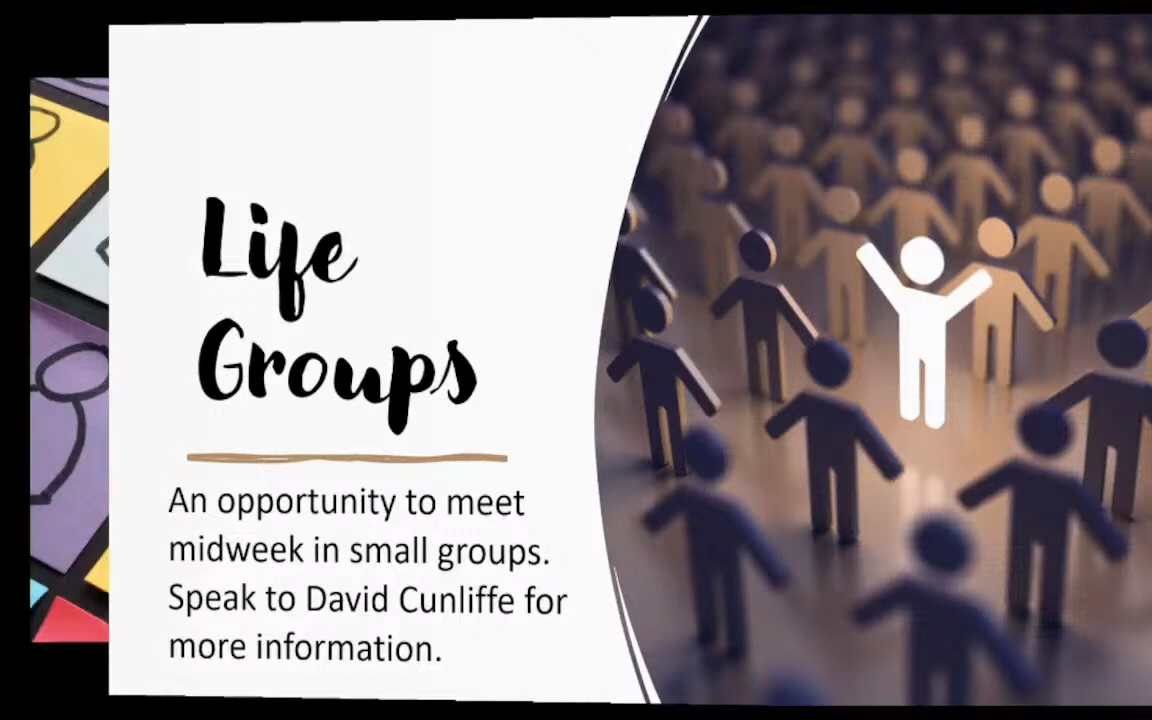 Life
Groups
An opportunity to meet
midweek in small groups.
Speak to David Cunliffe for
more information.